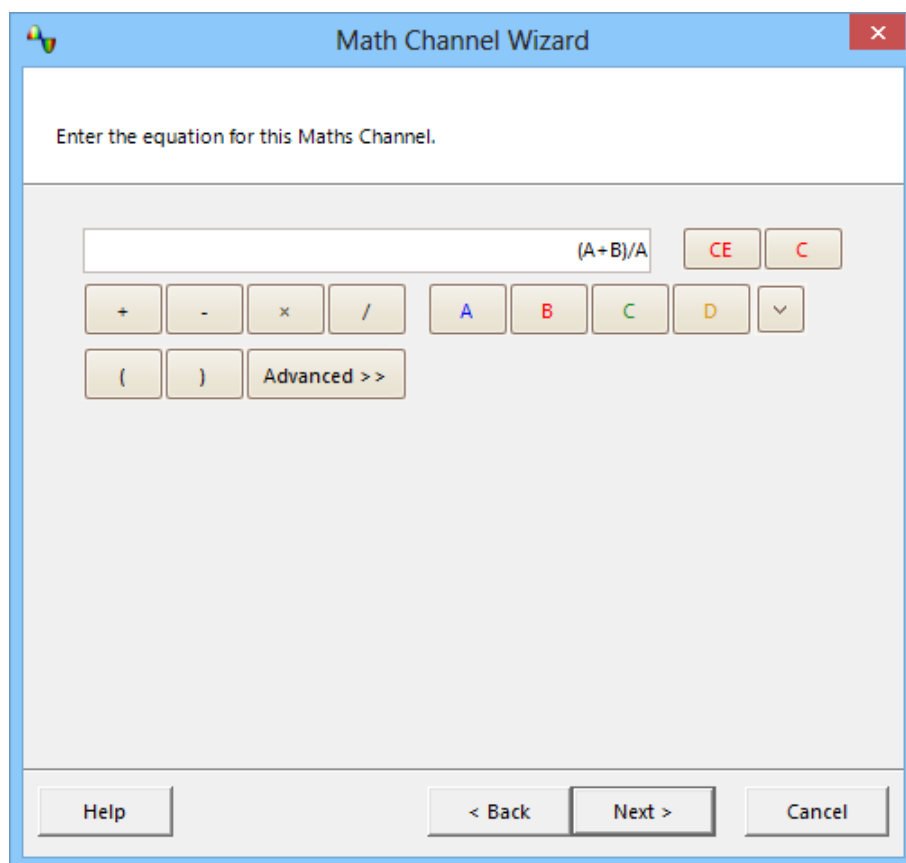 Math Channel Wizard
Enter the equation for this Maths Channel.
(A+B)/A CE C
+ - × / A B C D
( ) Advanced >>
Help < Back Next > Cancel